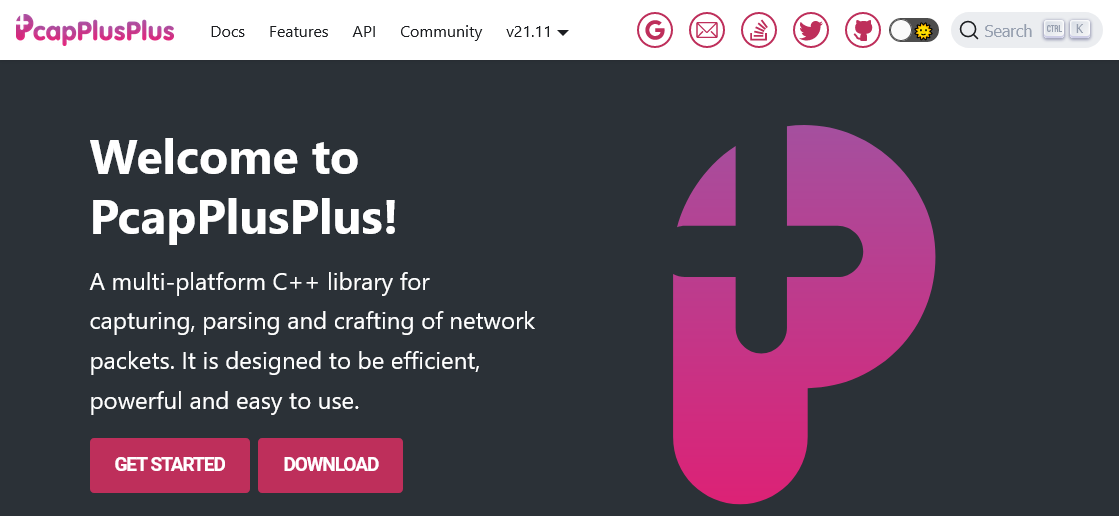 PcapPlusPlus
Docs Features API Community v21.11 Search CTRL K
Welcome to
PcapPlusPlus!
A multi-platform C++ library for
capturing, parsing and crafting of network
packets. It is designed to be efficient,
powerful and easy to use.
GET STARTED DOWNLOAD